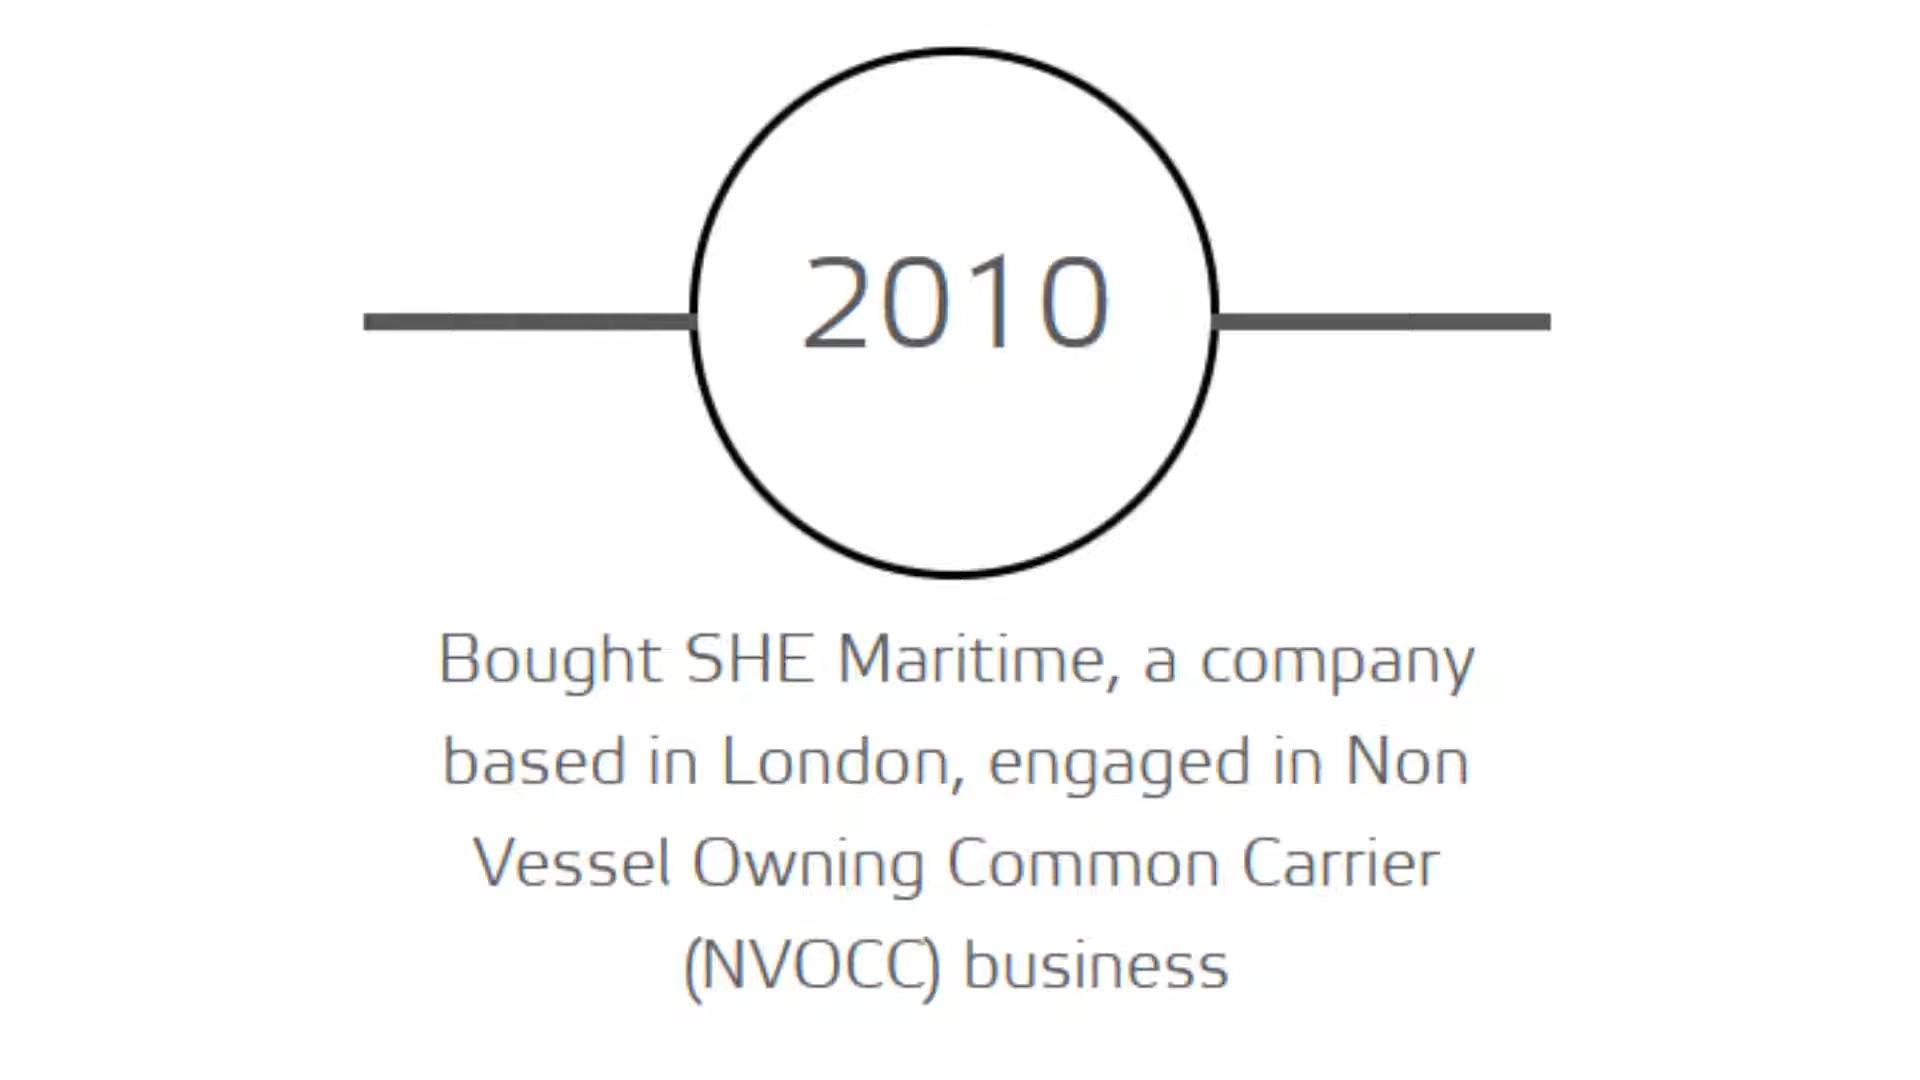 2010
Bought SHE Maritime, a company
based in London, engaged in Non
Vessel Owning Common Carrier
(NVOCC) business